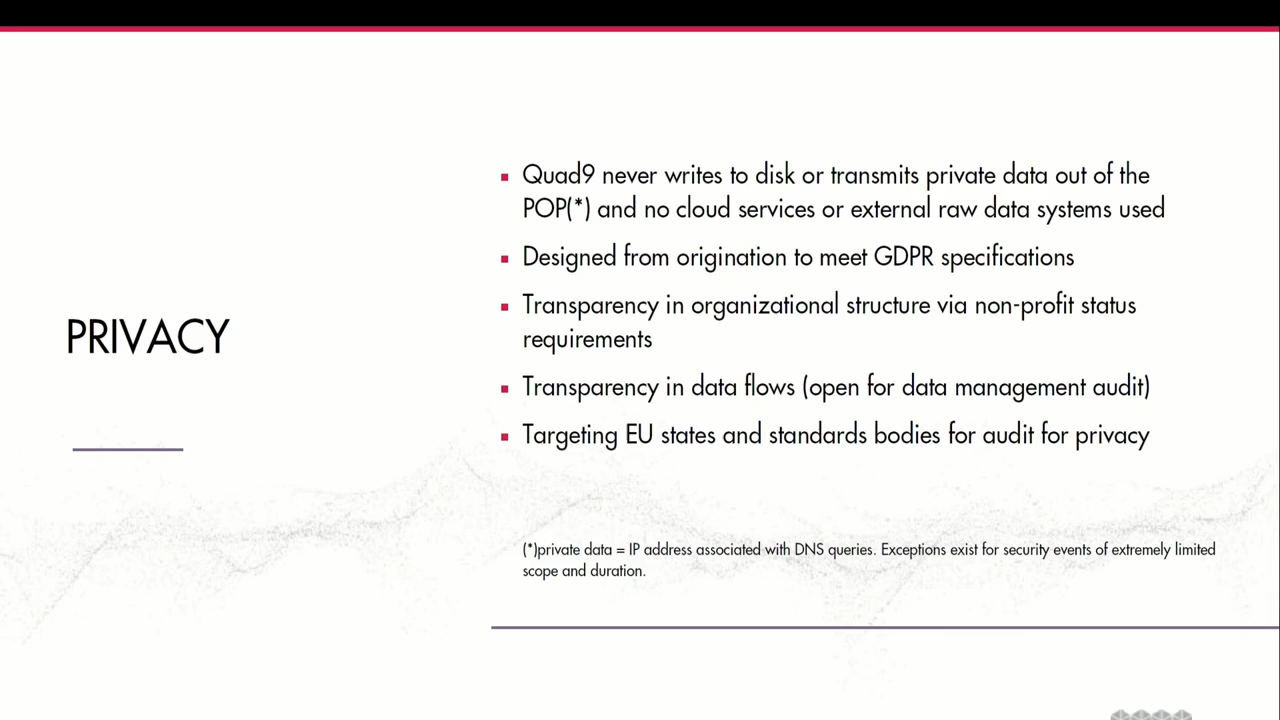 PRIVACY
Quad9 never writes to disk or transmits private data out of the
POP(*) and no cloud services or external raw data systems used
Designed from origination to meet GDPR specifications
Transparency in organizational structure via non-profit status
requirements
Transparency in data flows (open for data management audit)
Targeting EU states and standards bodies for audit for privacy
(*)private data = IP address associated with DNS queries. Exceptions exist for security events of extremely limited
scope and duration.